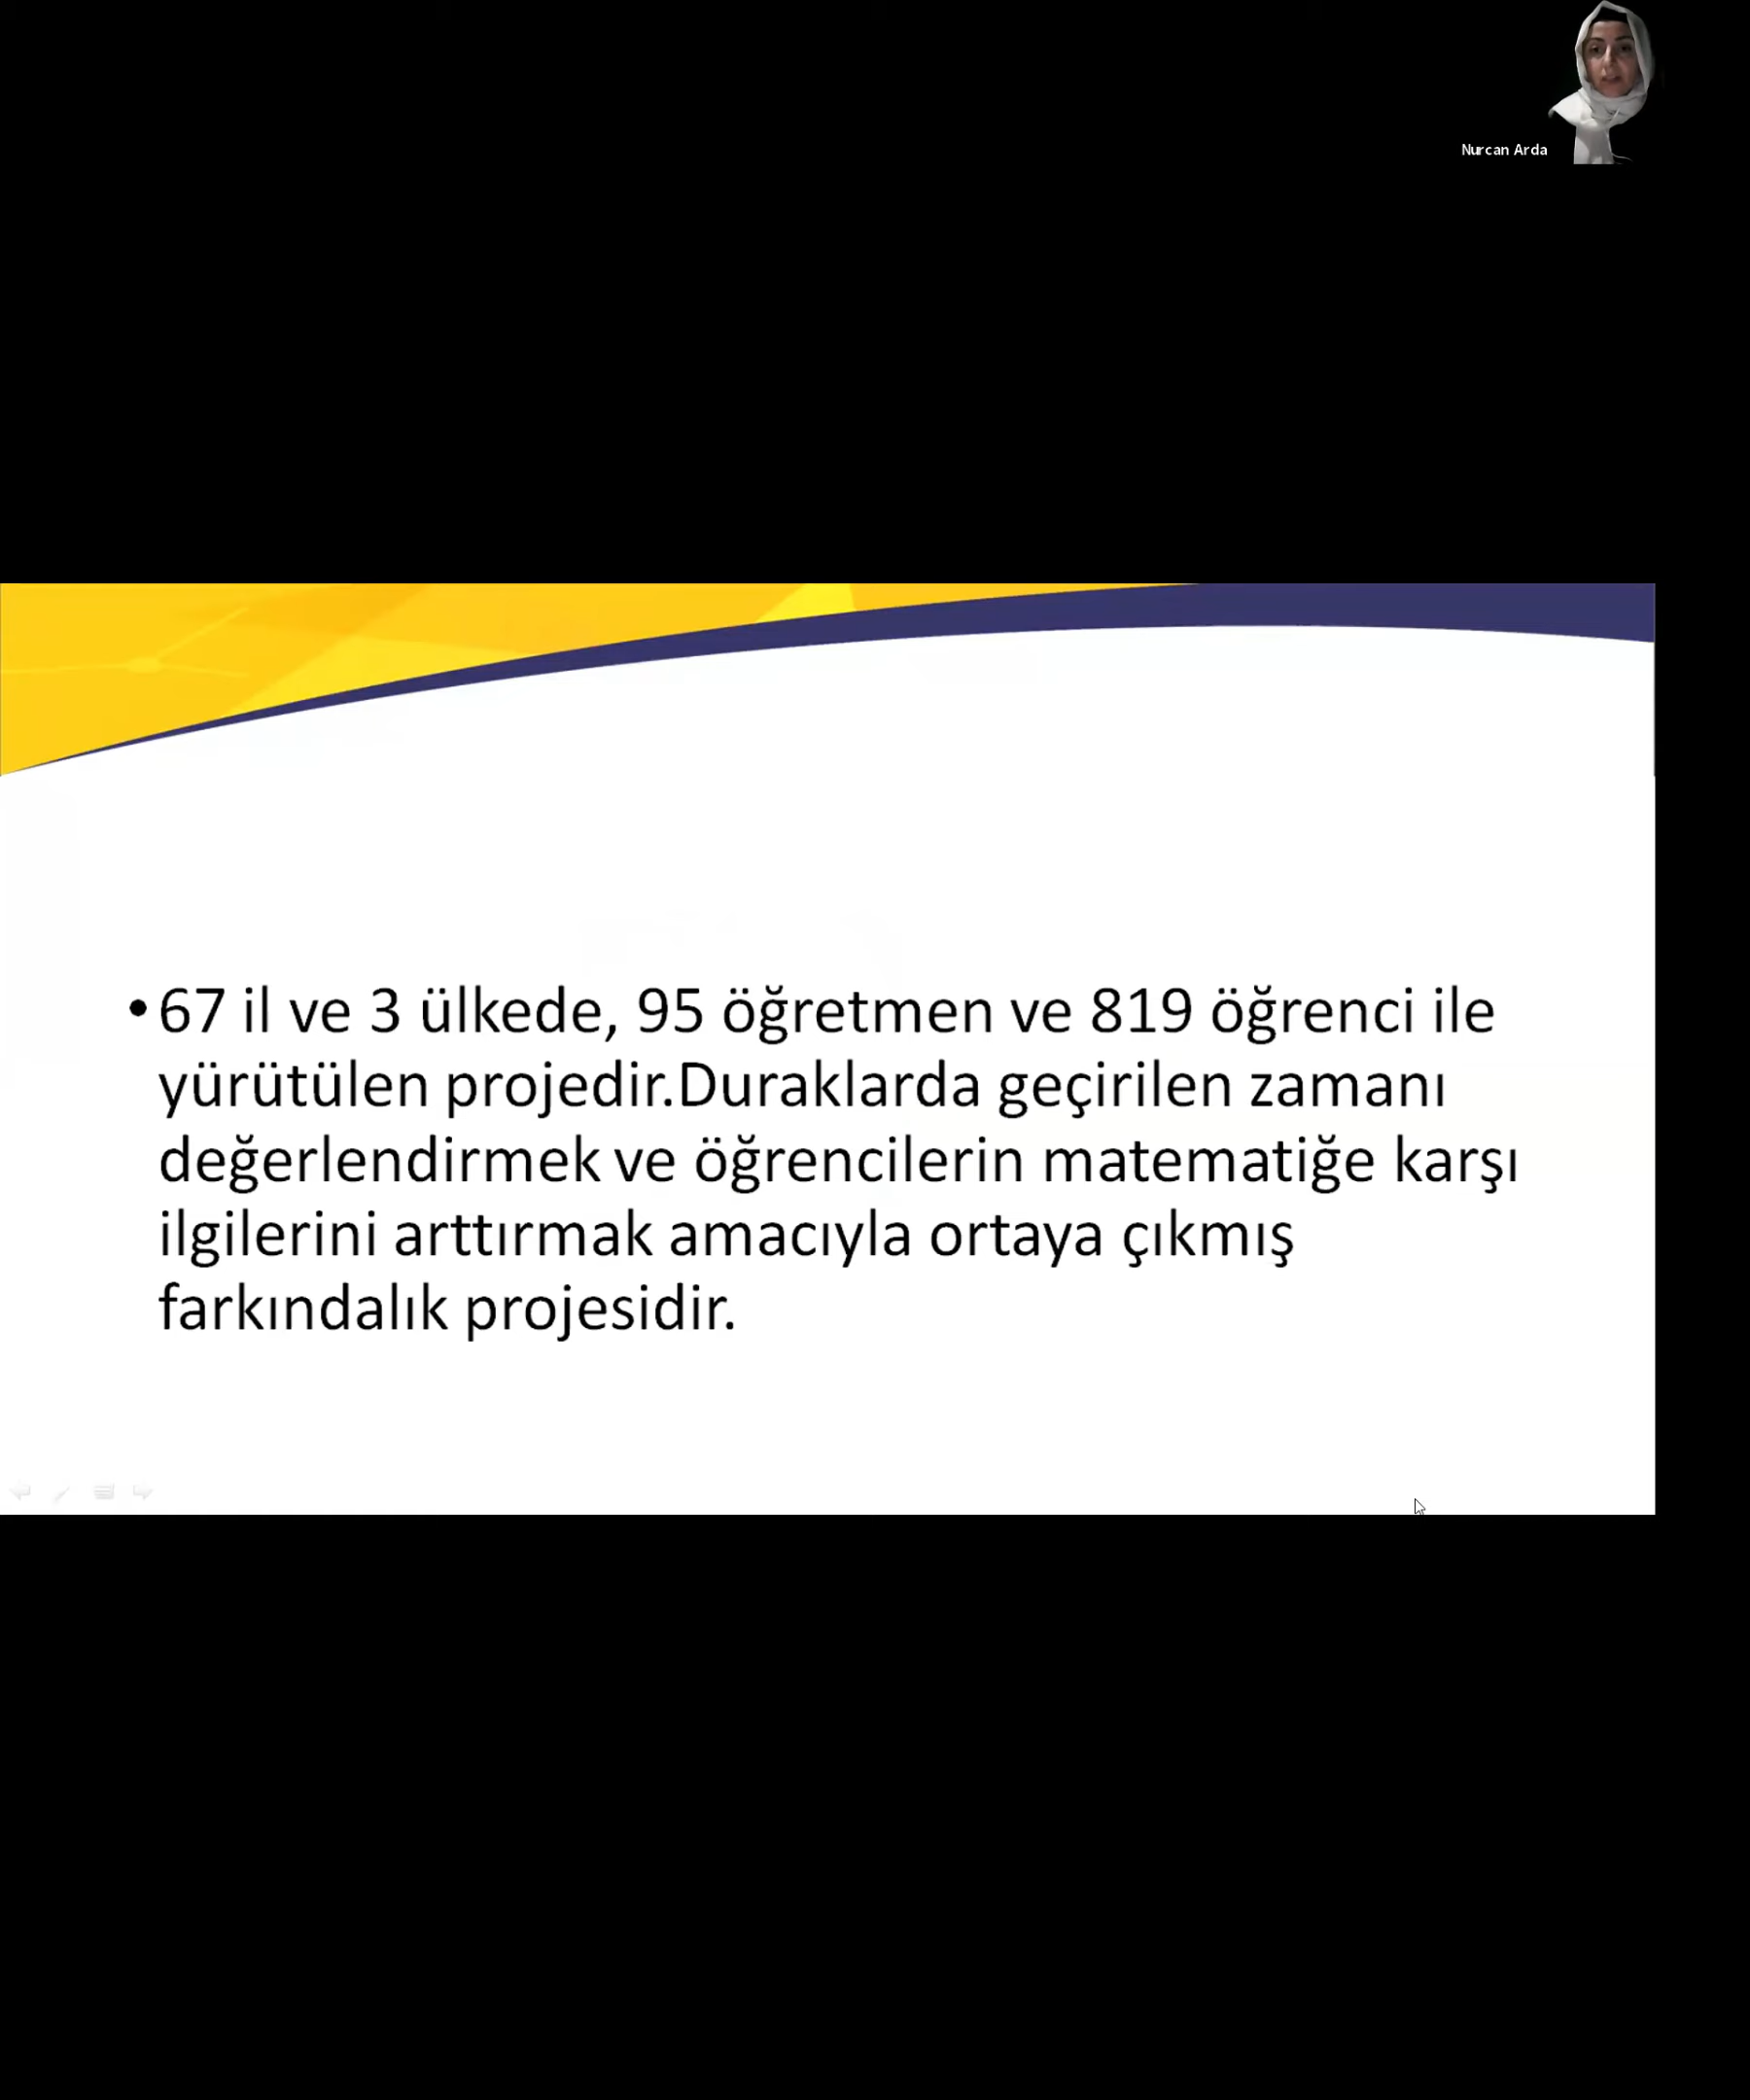 Nurcan Arda
• 67 il ve 3 ülkede, 95 öğretmen ve 819 öğrenci ile
yürütülen projedir.Duraklarda geçirilen zamanı
değerlendirmek ve öğrencilerin matematiğe karşı
ilgilerini arttırmak amacıyla ortaya çıkmış
farkındalık projesidir.